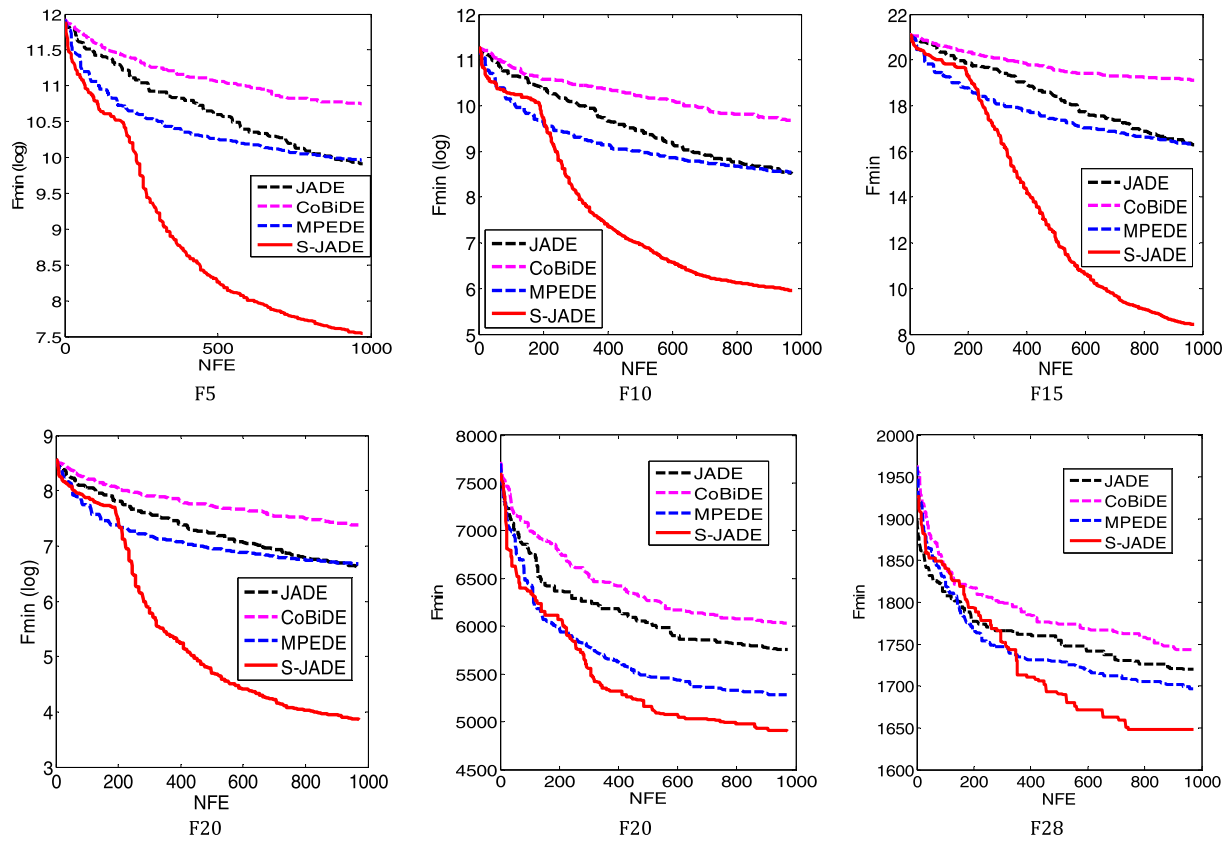 12
11.5
11
10.5
10
9.5
9
8.5
8
7.5
0
500
1000
Fmin (log)
NFE
JADE
CoBiDE
MPEDE
S-JADE
F5
12
11
10
9
8
7
6
5
0
200
400
600
800
1000
Fmin (log)
NFE
JADE
CoBiDE
MPEDE
S-JADE
F10
22
20
18
16
14
12
10
8
0
200
400
600
800
1000
Fmin
NFE
JADE
CoBiDE
MPEDE
S-JADE
F15
9
8
7
6
5
4
3
0
200
400
600
800
1000
Fmin (log)
NFE
JADE
CoBiDE
MPEDE
S-JADE
F20
8000
7500
7000
6500
6000
5500
5000
4500
0
200
400
600
800
1000
Fmin
NFE
JADE
CoBiDE
MPEDE
S-JADE
F20
2000
1950
1900
1850
1800
1750
1700
1650
1600
0
200
400
600
800
1000
Fmin
NFE
JADE
CoBiDE
MPEDE
S-JADE
F28